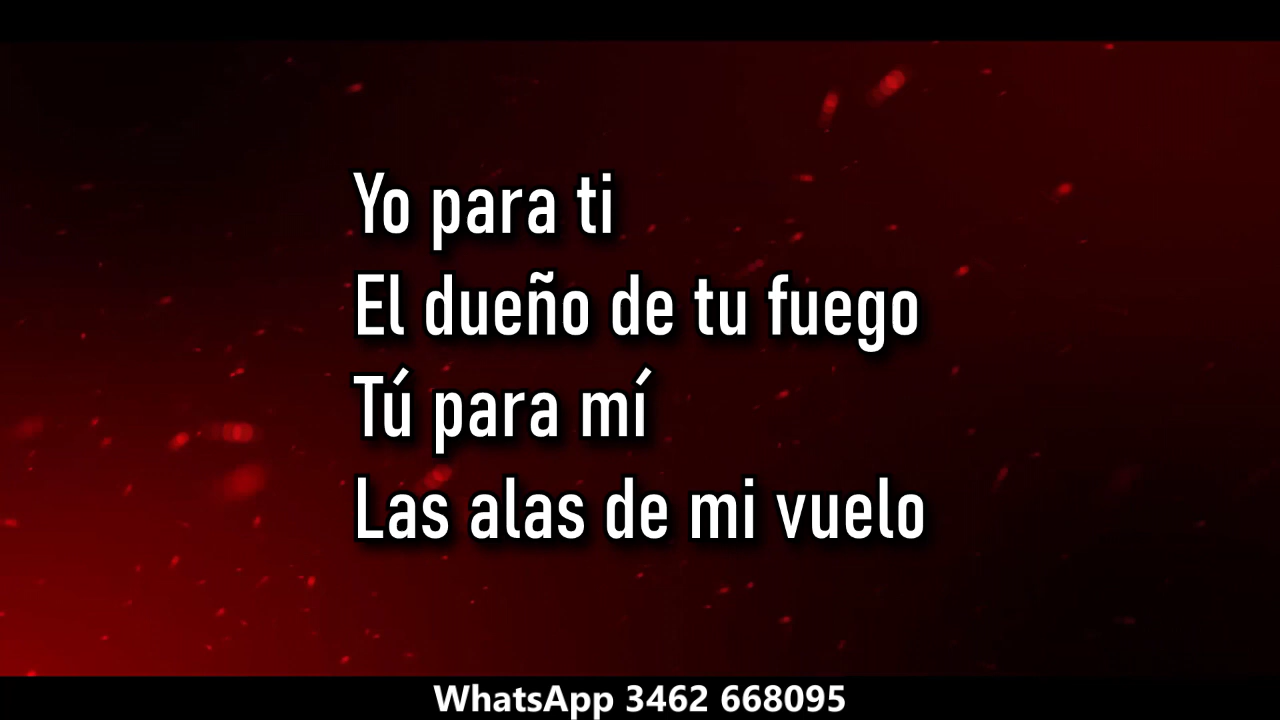 Yo para ti
El dueño de tu fuego
Tú para mí
Las alas de mi vuelo
WhatsApp 3462 668095